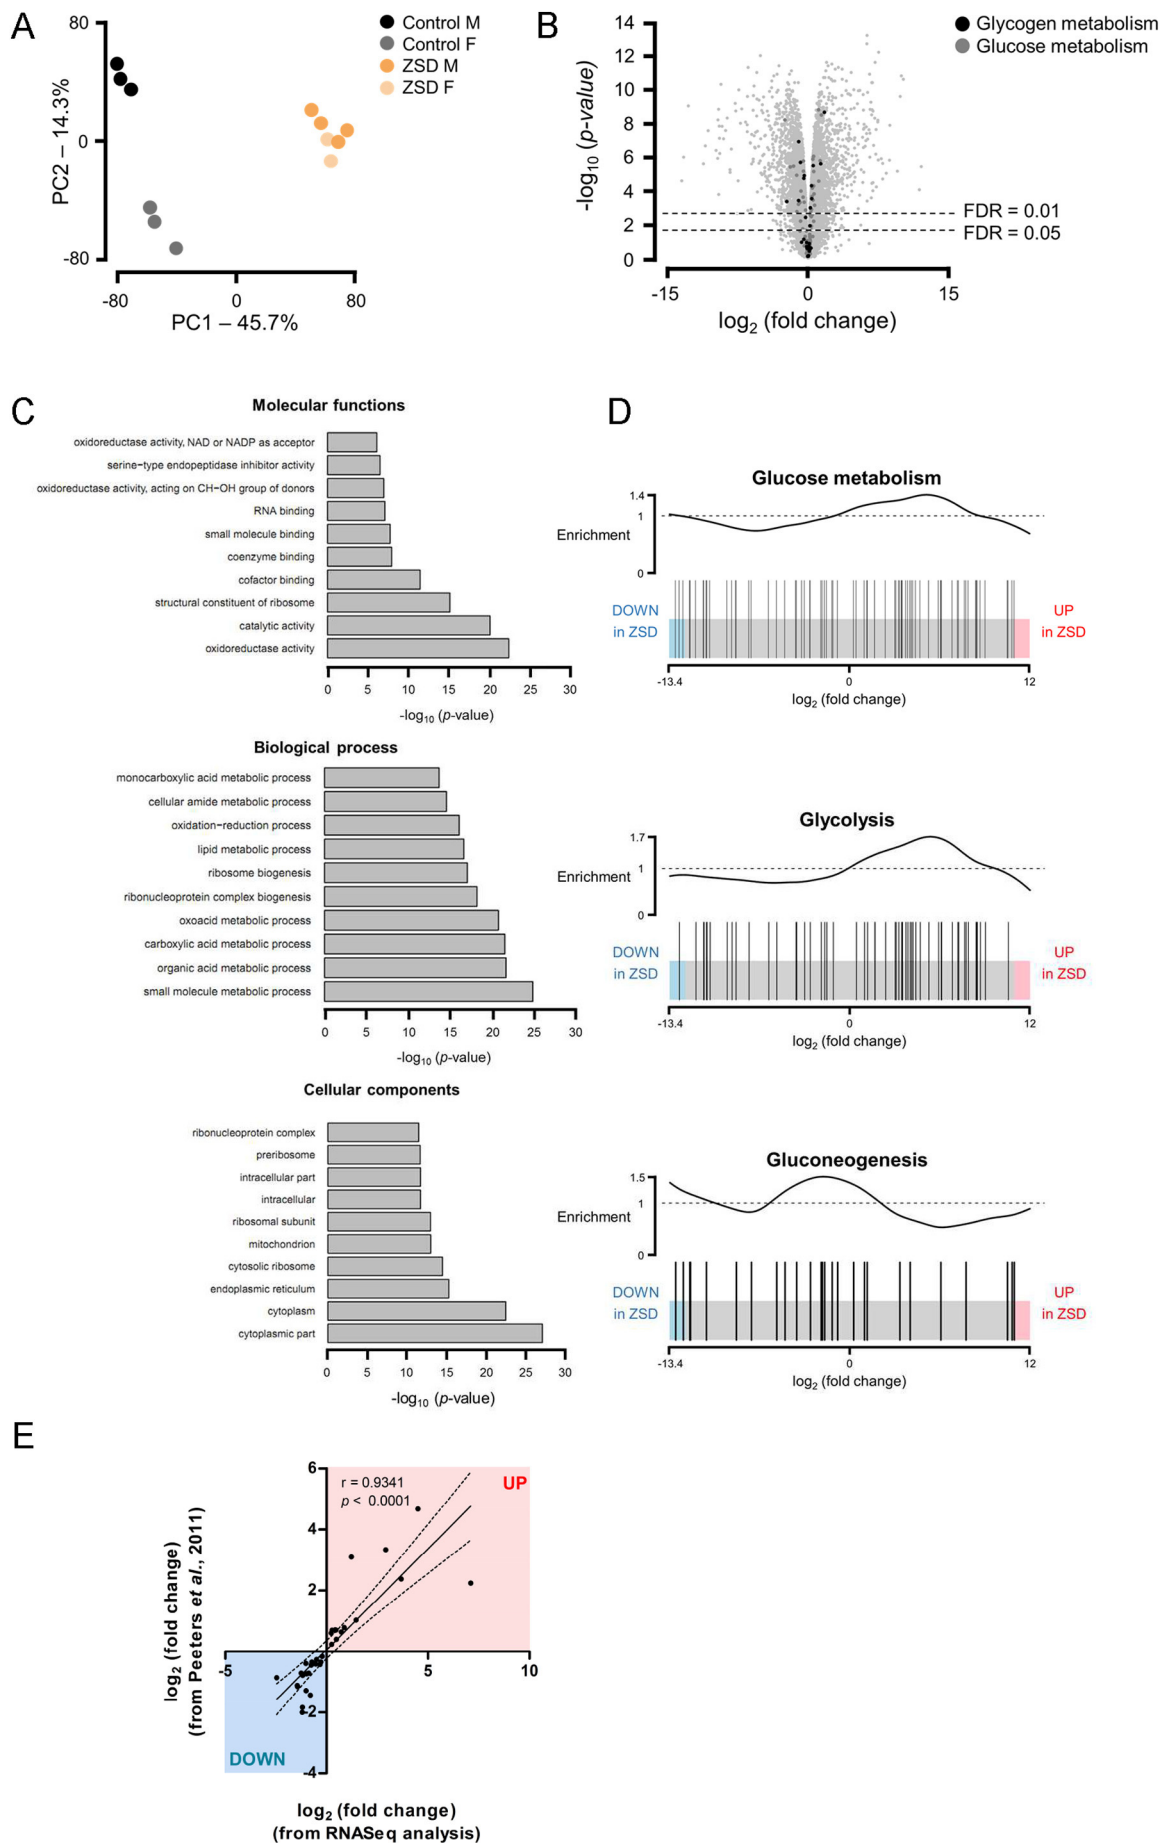 A
80
0
-80
PC2 – 14.3%
-80
0
80
PC1 – 45.7%
Control M
Control F
ZSD M
ZSD F
B
14
12
10
8
6
4
2
0
-log10 (p-value)
-15
0
15
log2 (fold change)
Glycogen metabolism
Glucose metabolism
FDR = 0.01
FDR = 0.05
C
Molecular functions
oxidoreductase activity, NAD or NADP as acceptor
serine−type endopeptidase inhibitor activity
oxidoreductase activity, acting on CH−OH group of donors
RNA binding
small molecule binding
coenzyme binding
cofactor binding
structural constituent of ribosome
catalytic activity
oxidoreductase activity
0 5 10 15 20 25 30
-log10 (p-value)
Biological process
monocarboxylic acid metabolic process
cellular amide metabolic process
oxidation−reduction process
lipid metabolic process
ribosome biogenesis
ribonucleoprotein complex biogenesis
oxoacid metabolic process
carboxylic acid metabolic process
organic acid metabolic process
small molecule metabolic process
0 5 10 15 20 25 30
-log10 (p-value)
Cellular components
ribonucleoprotein complex
preribosome
intracellular part
intracellular
ribosomal subunit
mitochondrion
cytosolic ribosome
endoplasmic reticulum
cytoplasm
cytoplasmic part
0 5 10 15 20 25 30
-log10 (p-value)
D
Glucose metabolism
1.4
1
0
Enrichment
DOWN
in ZSD
UP
in ZSD
-13.4 0 12
log2 (fold change)
Glycolysis
1.7
1
0
Enrichment
DOWN
in ZSD
UP
in ZSD
-13.4 0 12
log2 (fold change)
Gluconeogenesis
1.5
1
0
Enrichment
DOWN
in ZSD
UP
in ZSD
-13.4 0 12
log2 (fold change)
E
6
4
2
-2
-4
-5
5
10
r = 0.9341
p < 0.0001
UP
DOWN
log2 (fold change)
(from Peeters et al., 2011)
log2 (fold change)
(from RNASeq analysis)